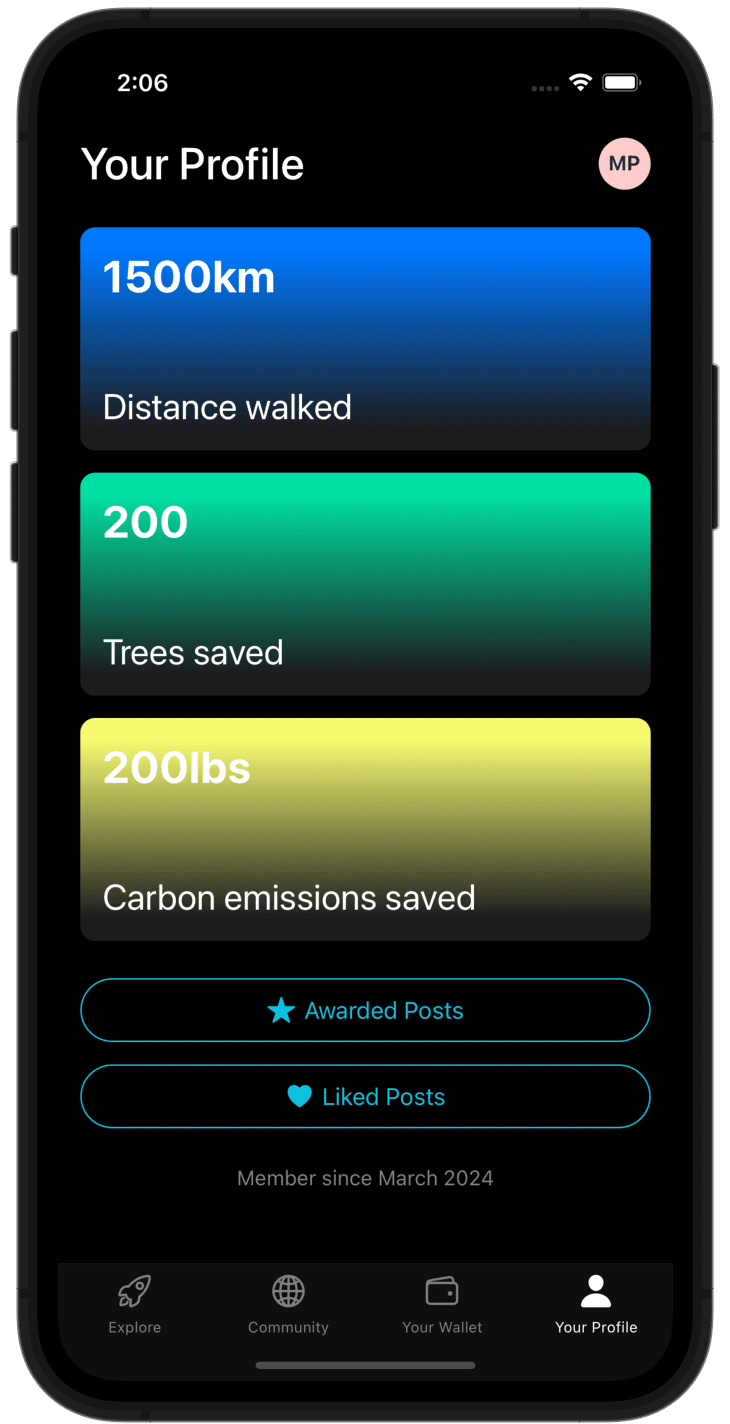 2:06
Your Profile
MP
1500km
Distance walked
200
Trees saved
200lbs
Carbon emissions saved
Awarded Posts
Liked Posts
Member since March 2024
Explore
Community
Your Wallet
Your Profile